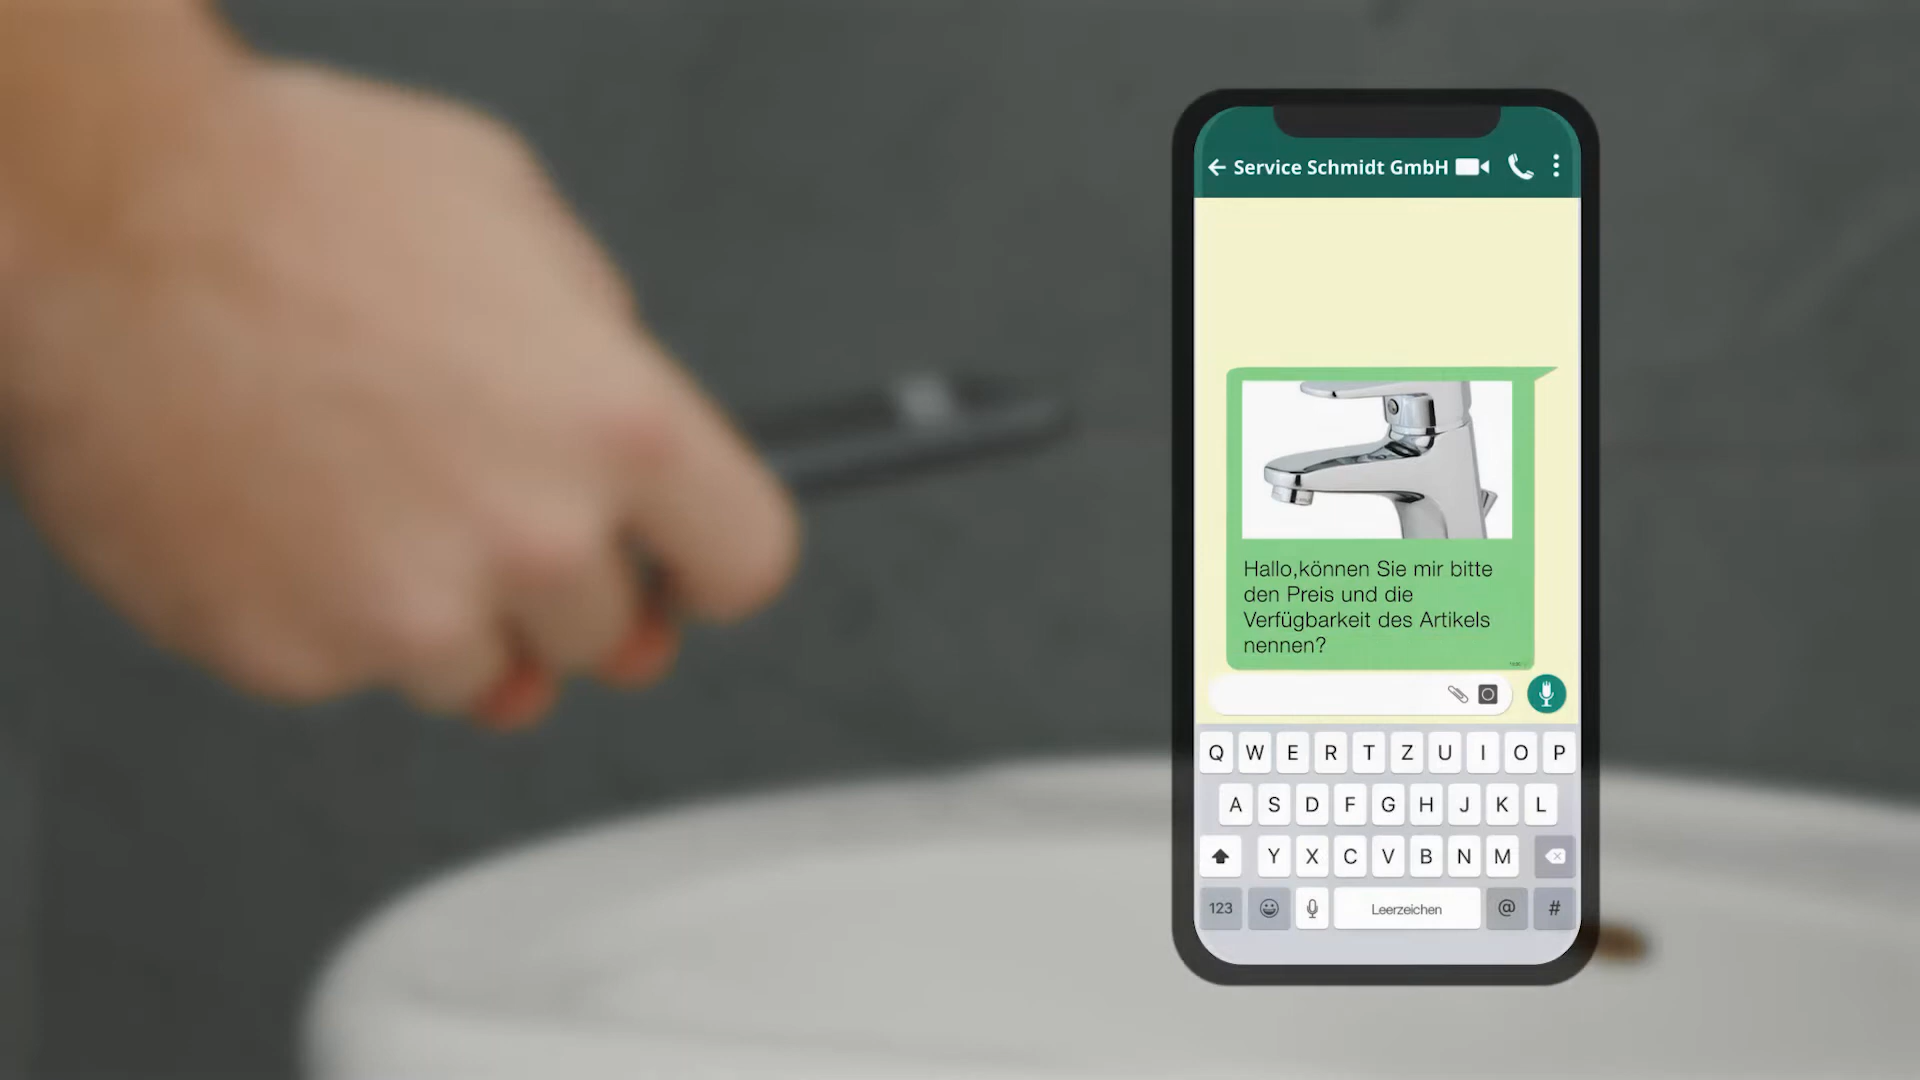 Service Schmidt GmbH
Hallo,können Sie mir bitte
den Preis und die
Verfügbarkeit des Artikels
nennen?
Q W E R T Z U I O P
A S D F G H J K L
Y X C V B N M
123 Leerzeichen @ #